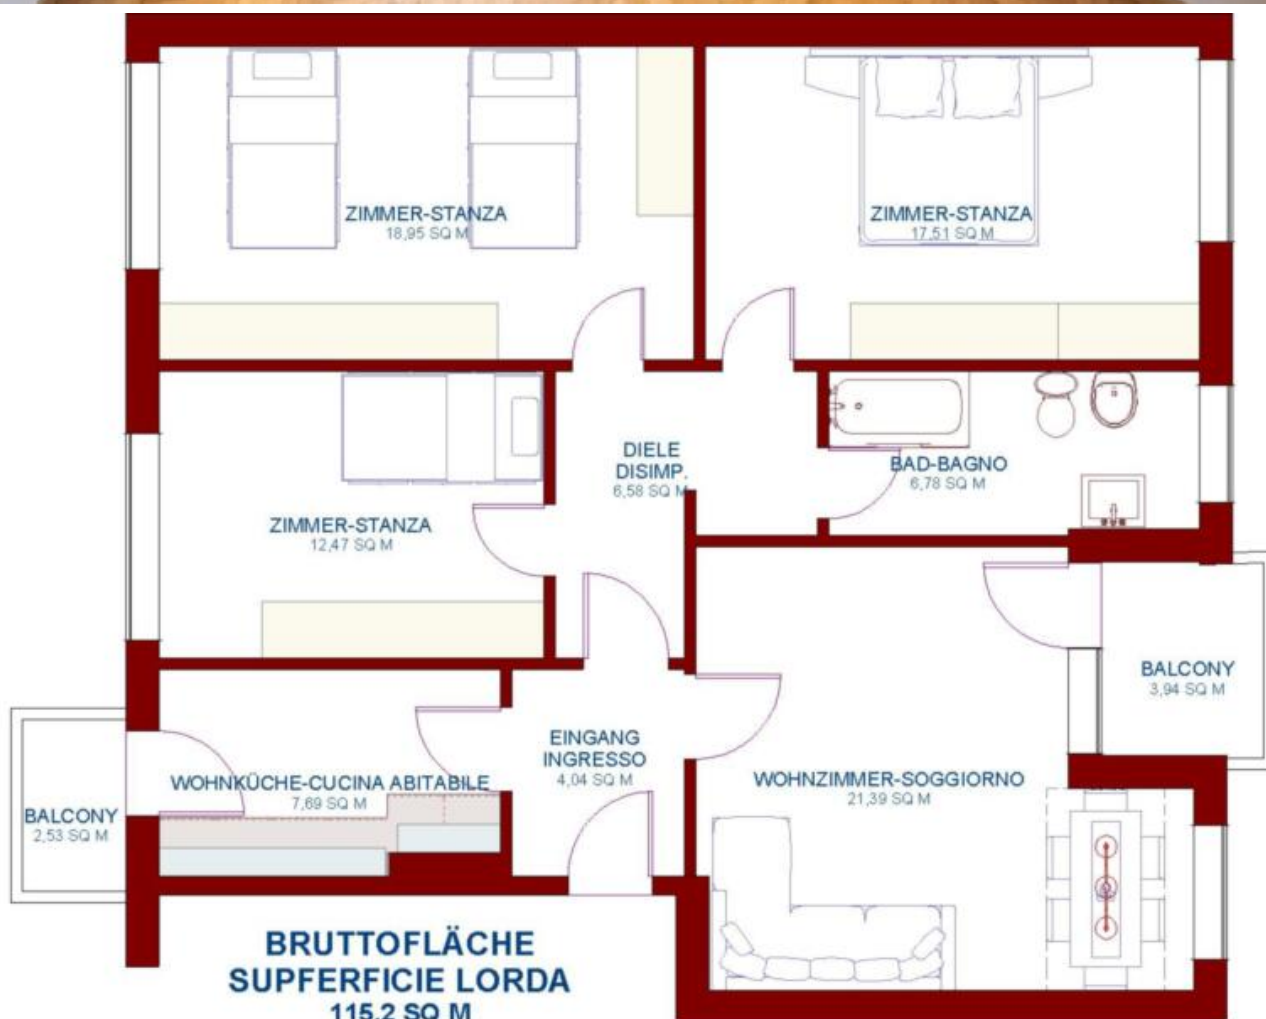 ZIMMER-STANZA
18,95 SQ M
ZIMMER-STANZA
17,51 SQ M
DIELE
DISIMP.
6,58 SQ M
BAD-BAGNO
6,78 SQ M
ZIMMER-STANZA
12,47 SQ M
BALCONY
3,94 SQ M
EINGANG
INGRESSO
4,04 SQ M
WOHNKÜCHE-CUCINA ABITABILE
7,69 SQ M
WOHNZIMMER-SOGGIORNO
21,39 SQ M
BALCONY
2,53 SQ M
BRUTTOFLÄCHE
SUPFERFICIE LORDA
115,2 SQ M